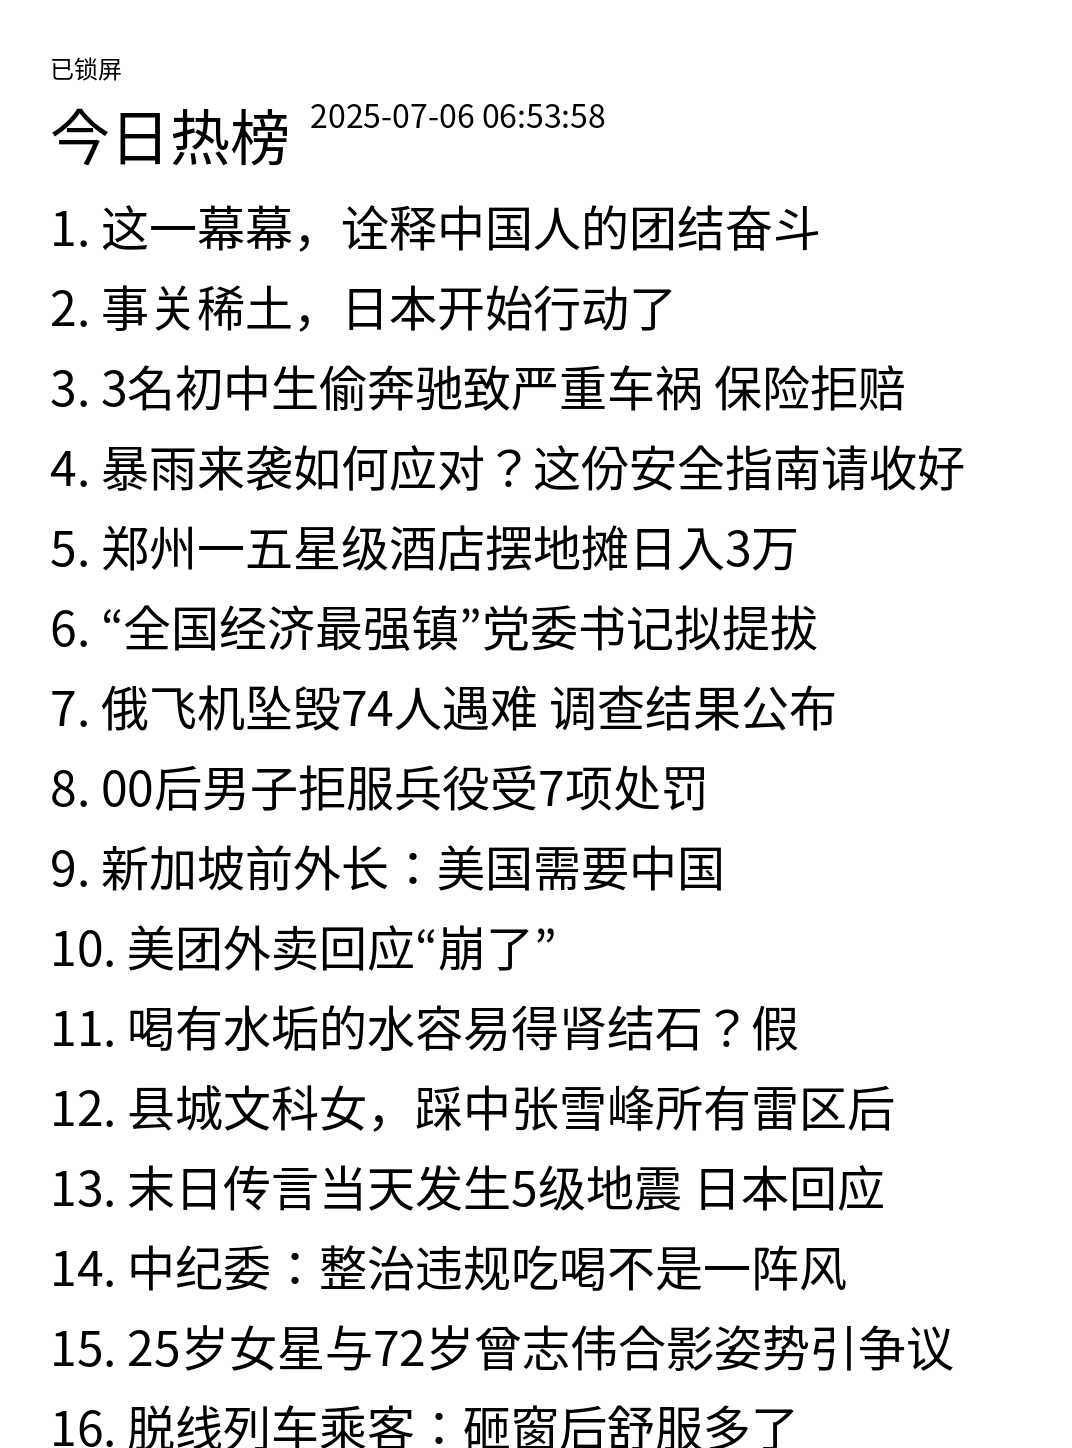 已锁屏
今日热榜 2025-07-06 06:53:58
1. 这一幕幕，诠释中国人的团结奋斗
2. 事关稀土，日本开始行动了
3. 3名初中生偷奔驰致严重车祸 保险拒赔
4. 暴雨来袭如何应对？这份安全指南请收好
5. 郑州一五星级酒店摆地摊日入3万
6. “全国经济最强镇”党委书记拟提拔
7. 俄飞机坠毁74人遇难 调查结果公布
8. 00后男子拒服兵役受7项处罚
9. 新加坡前外长：美国需要中国
10. 美团外卖回应“崩了”
11. 喝有水垢的水容易得肾结石？假
12. 县城文科女，踩中张雪峰所有雷区后
13. 末日传言当天发生5级地震 日本回应
14. 中纪委：整治违规吃喝不是一阵风
15. 25岁女星与72岁曾志伟合影姿势引争议
16. 脱线列车乘客：砸窗后舒服多了